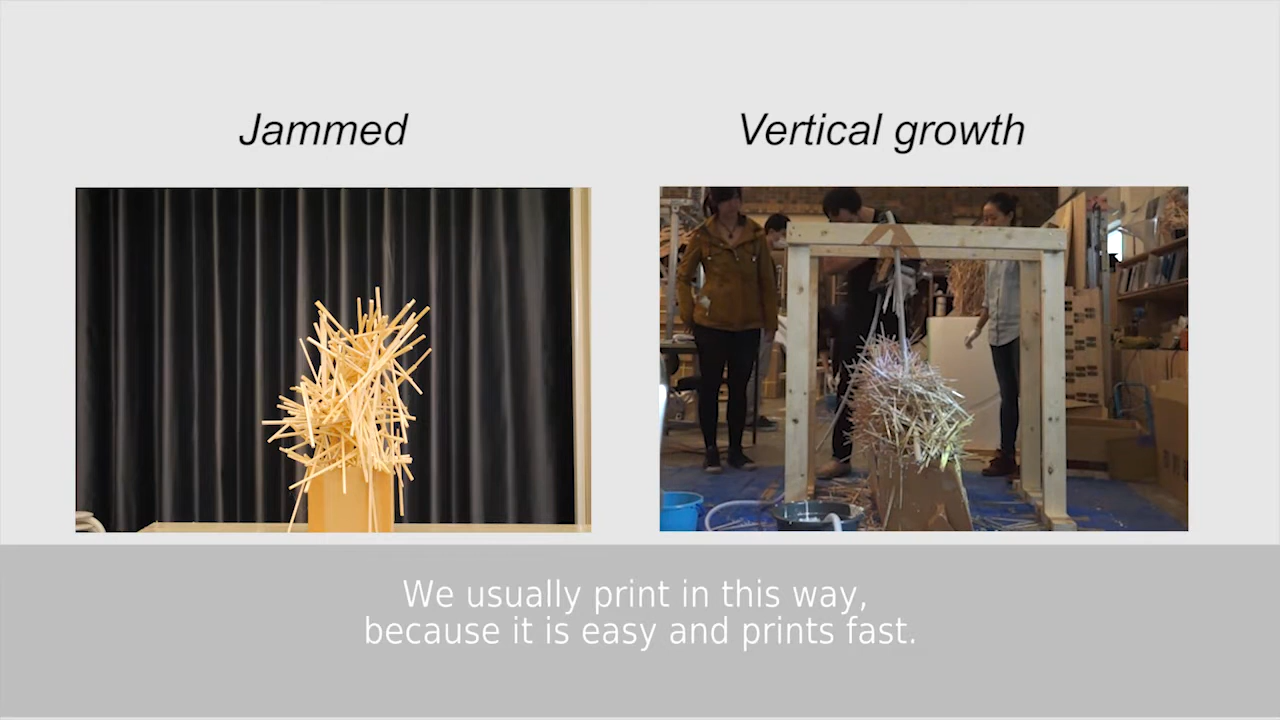 Jammed
Vertical growth
We usually print in this way,
because it is easy and prints fast.